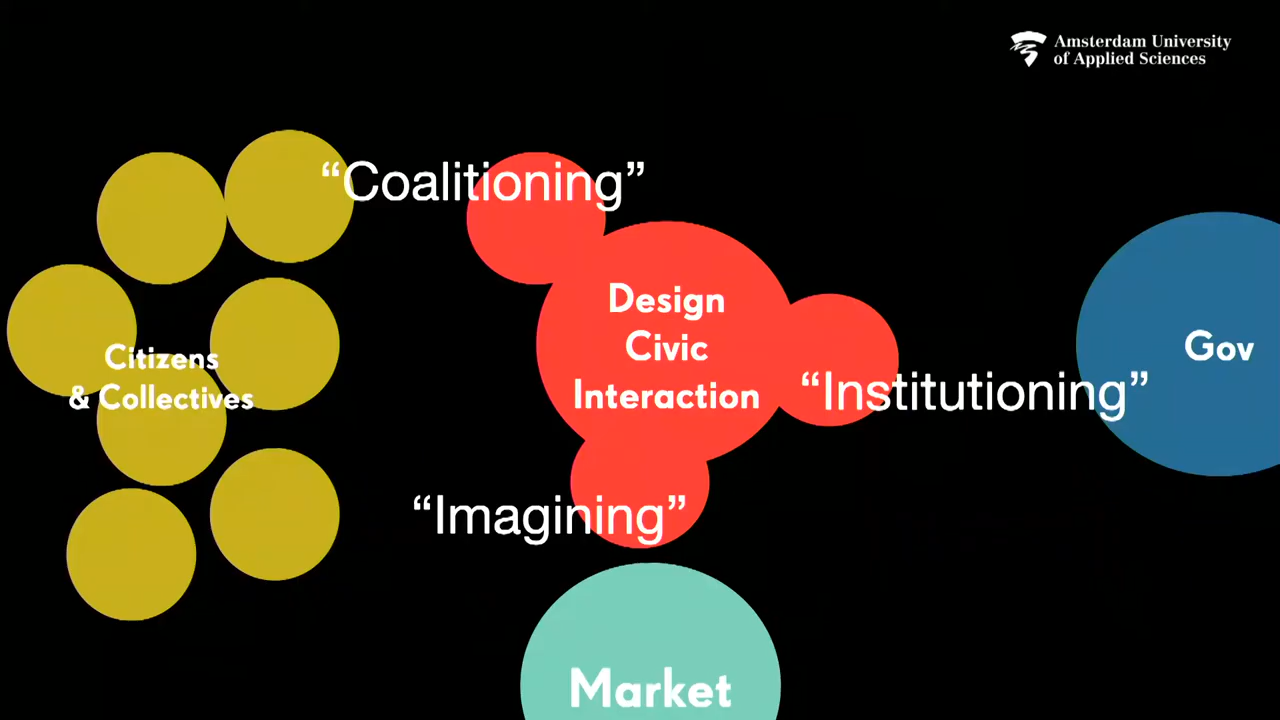 Amsterdam University
of Applied Sciences
“Coalitioning”
Design
Civic
Interaction
Citizens
& Collectives
Gov
“Institutioning”
“Imagining”
Market